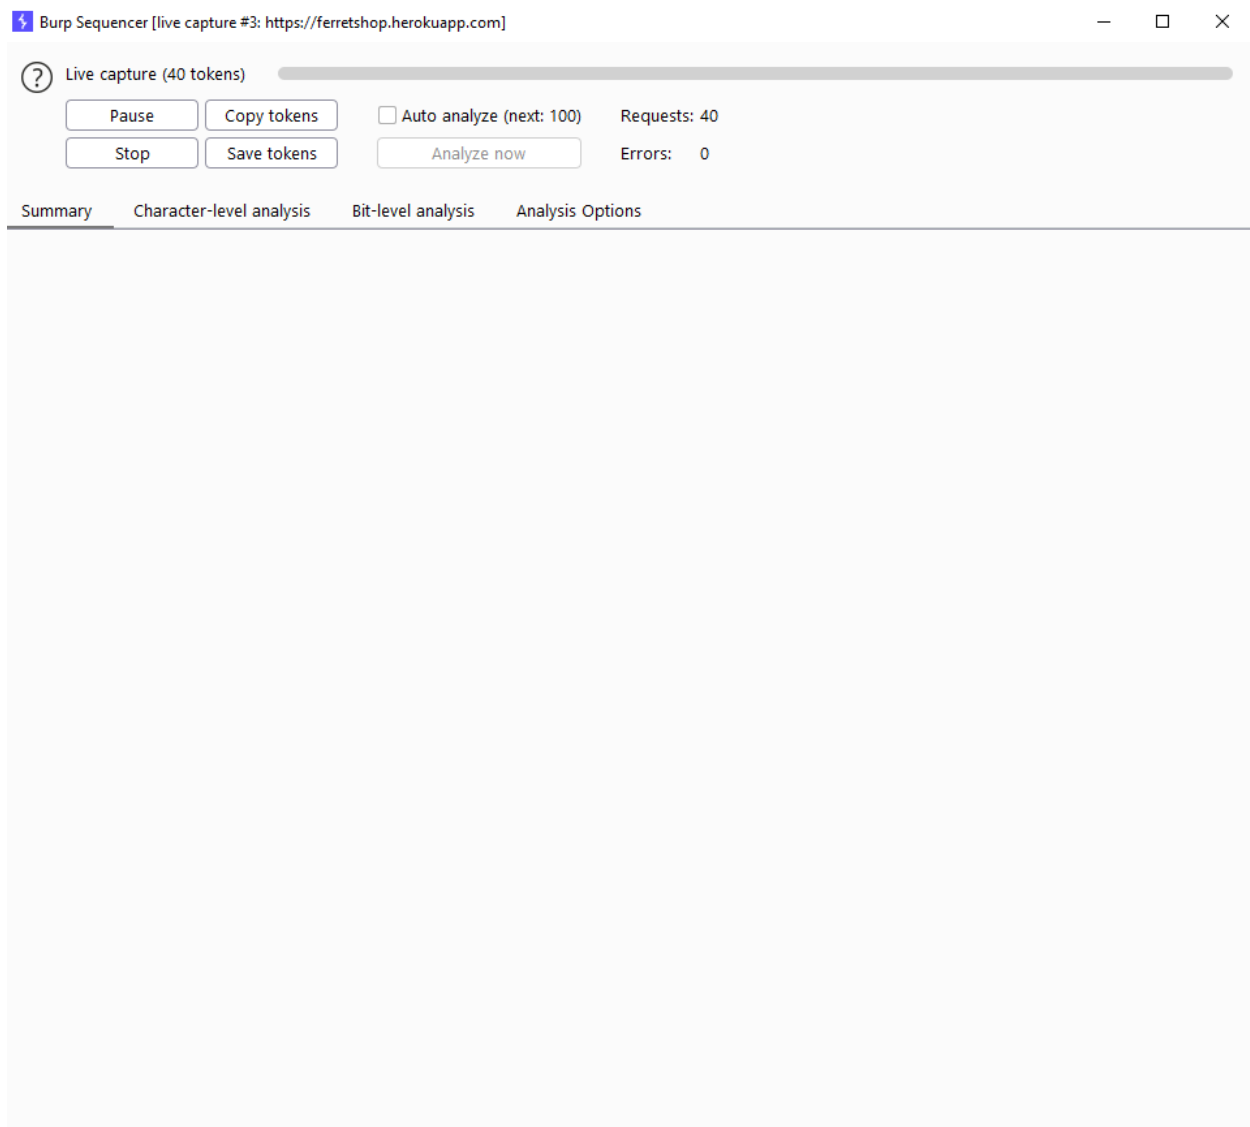 Burp Sequencer [live capture #3: https://ferretshop.herokuapp.com]
? Live capture (40 tokens)
Pause Copy tokens Auto analyze (next: 100) Requests: 40
Stop Save tokens Analyze now Errors: 0
Summary Character-level analysis Bit-level analysis Analysis Options